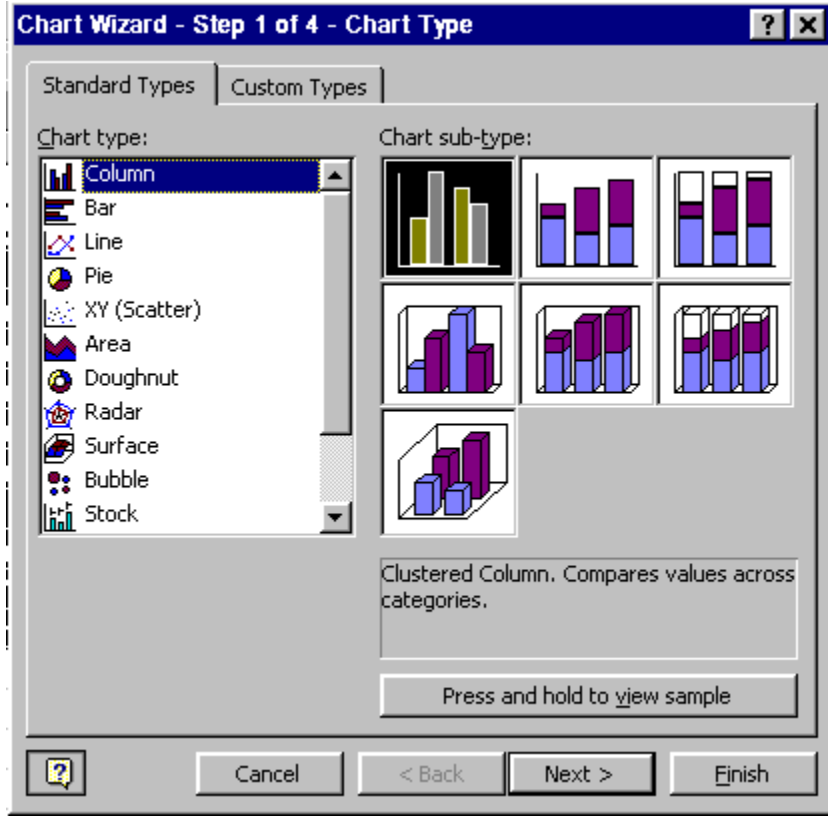 Chart Wizard - Step 1 of 4 - Chart Type
Standard Types
Custom Types
Chart type:
Chart sub-type:
Column
Bar
Line
Pie
XY (Scatter)
Area
Doughnut
Radar
Surface
Bubble
Stock
Clustered Column. Compares values across
categories.
Press and hold to view sample
Cancel
< Back
Next >
Finish